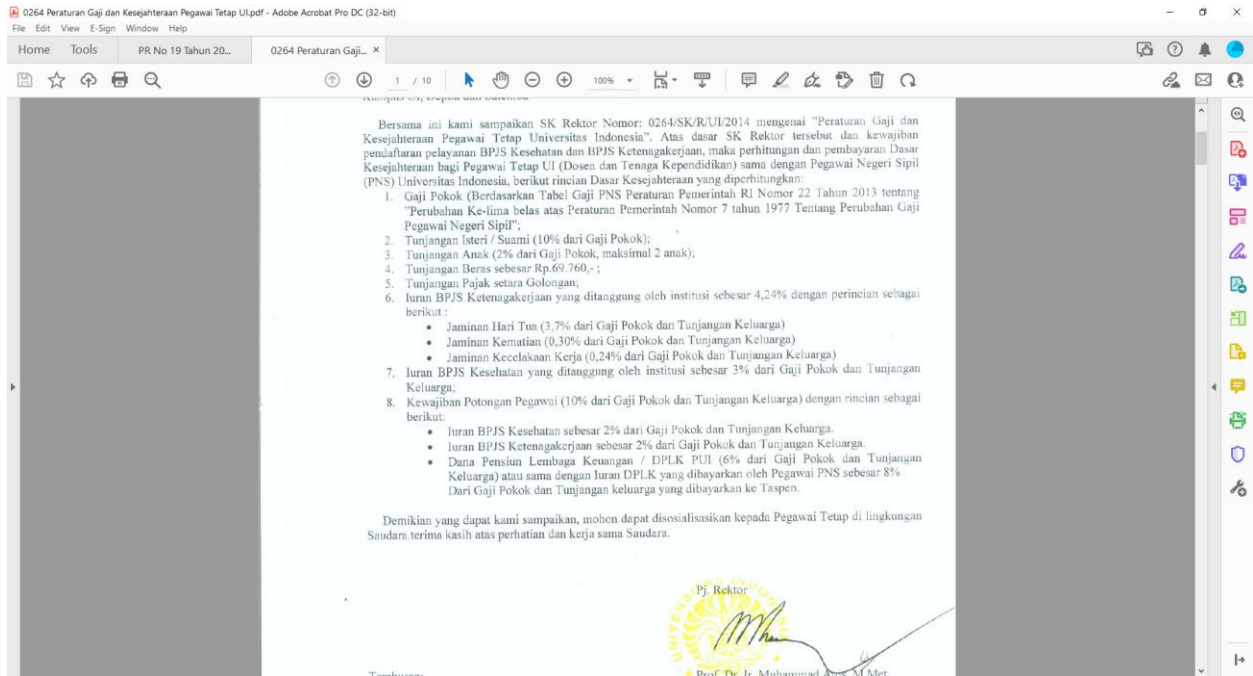 0264 Peraturan Gaji dan Kesejahteraan Pegawai Tetap UI.pdf - Adobe Acrobat Pro DC (32-bit)
File Edit View E-Sign Window Help
Home Tools PR No 19 Tahun 20... 0264 Peraturan Gaji... ×
1 / 10 100%
Kampus UI, Depok dan Salemba
Bersama ini kami sampaikan SK Rektor Nomor: 0264/SK/R/UI/2014 mengenai "Peraturan Gaji dan
Kesejahteraan Pegawai Tetap Universitas Indonesia". Atas dasar SK Rektor tersebut dan kewajiban
pendaftaran pelayanan BPJS Kesehatan dan BPJS Ketenagakerjaan, maka perhitungan dan pembayaran Dasar
Kesejahteraan bagi Pegawai Tetap UI (Dosen dan Tenaga Kependidikan) sama dengan Pegawai Negeri Sipil
(PNS) Universitas Indonesia, berikut rincian Dasar Kesejahteraan yang diperhitungkan:
1. Gaji Pokok (Berdasarkan Tabel Gaji PNS Peraturan Pemerintah RI Nomor 22 Tahun 2013 tentang
"Perubahan Ke-lima belas atas Peraturan Pemerintah Nomor 7 tahun 1977 Tentang Perubahan Gaji
Pegawai Negeri Sipil";
2. Tunjangan Isteri / Suami (10% dari Gaji Pokok);
3. Tunjangan Anak (2% dari Gaji Pokok, maksimal 2 anak);
4. Tunjangan Beras sebesar Rp.69.760,- ;
5. Tunjangan Pajak setara Golongan;
6. Iuran BPJS Ketenagakerjaan yang ditanggung oleh institusi sebesar 4,24% dengan perincian sebagai
berikut :
• Jaminan Hari Tua (3,7% dari Gaji Pokok dan Tunjangan Keluarga)
• Jaminan Kematian (0,30% dari Gaji Pokok dan Tunjangan Keluarga)
• Jaminan Kecelakaan Kerja (0,24% dari Gaji Pokok dan Tunjangan Keluarga)
7. Iuran BPJS Kesehatan yang ditanggung oleh institusi sebesar 3% dari Gaji Pokok dan Tunjangan
Keluarga;
8. Kewajiban Potongan Pegawai (10% dari Gaji Pokok dan Tunjangan Keluarga) dengan rincian sebagai
berikut:
• Iuran BPJS Kesehatan sebesar 2% dari Gaji Pokok dan Tunjangan Keluarga.
• Iuran BPJS Ketenagakerjaan sebesar 2% dari Gaji Pokok dan Tunjangan Keluarga.
• Dana Pensiun Lembaga Keuangan / DPLK PUI (6% dari Gaji Pokok dan Tunjangan
Keluarga) atau sama dengan Iuran DPLK yang dibayarkan oleh Pegawai PNS sebesar 8%
Dari Gaji Pokok dan Tunjangan keluarga yang dibayarkan ke Taspen.
Demikian yang dapat kami sampaikan, mohon dapat disosialisasikan kepada Pegawai Tetap di lingkungan
Saudara.terima kasih atas perhatian dan kerja sama Saudara.
Pj. Rektor
Tembusan:
Prof. Dr. Ir. Muhammad Anis, M.Met